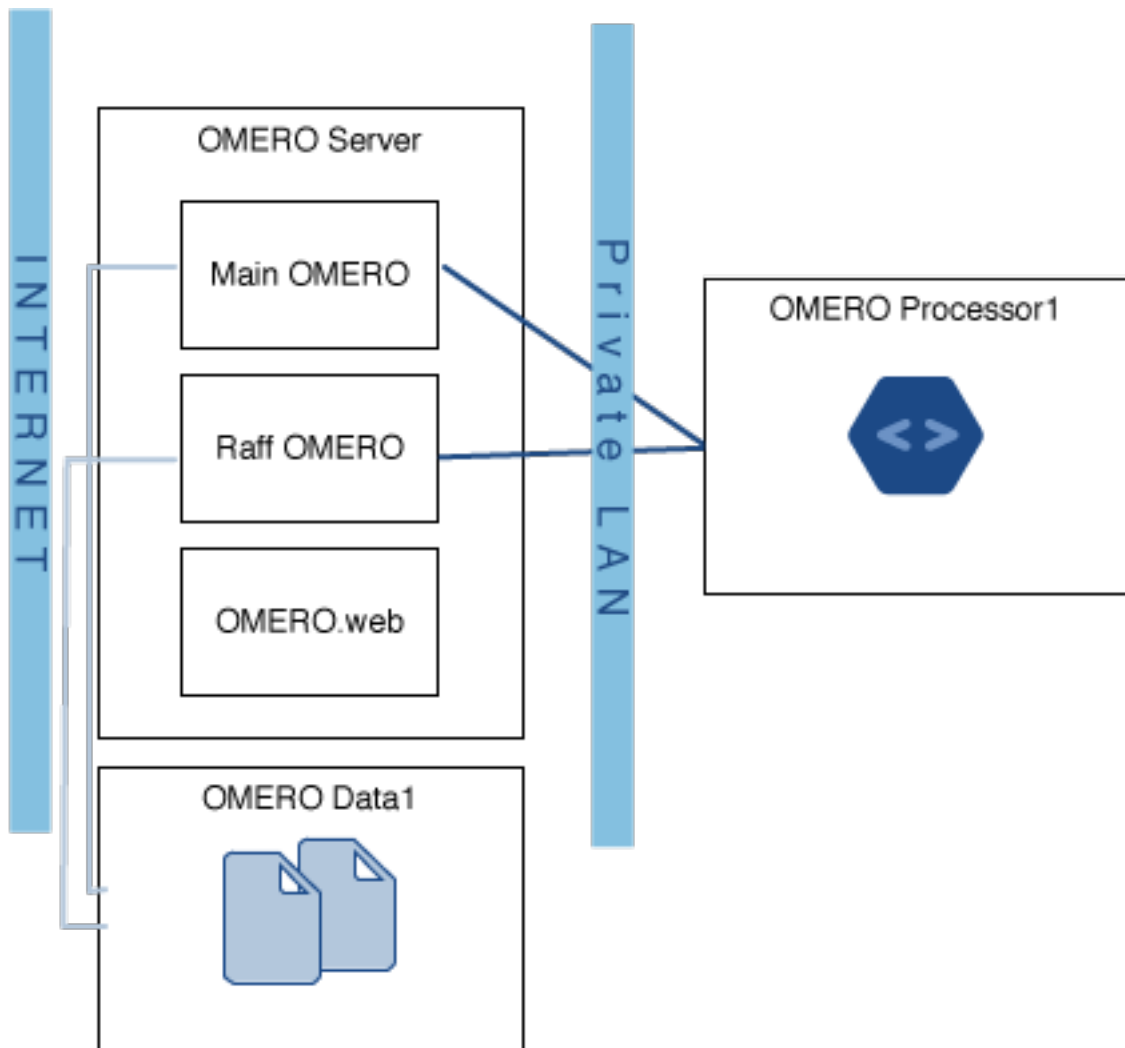 INTERNET
OMERO Server
Main OMERO
Raff OMERO
OMERO.web
OMERO Data1
Private LAN
OMERO Processor1
<>